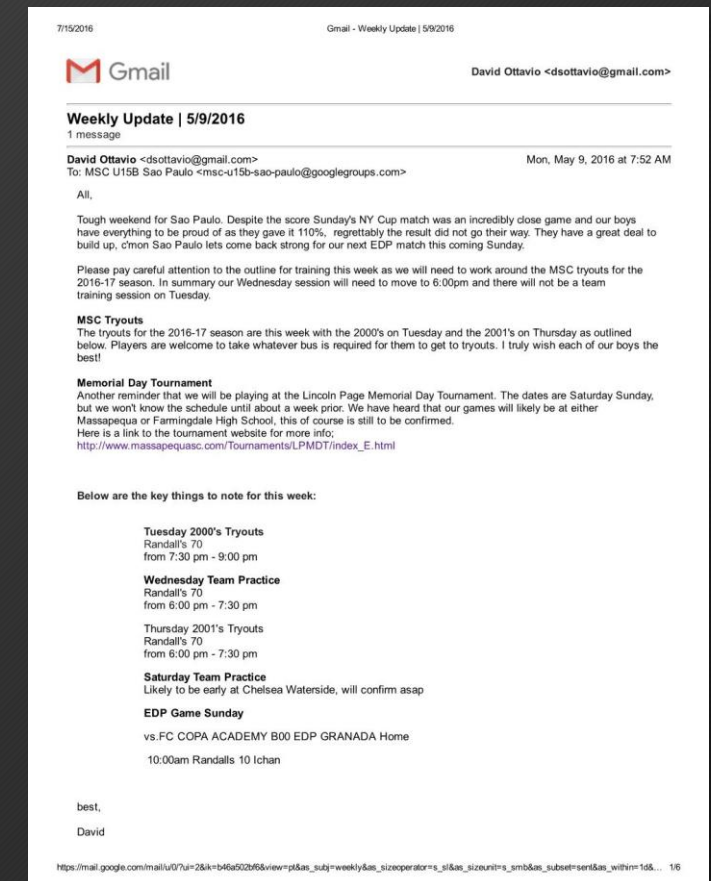 7/15/2016 Gmail - Weekly Update | 5/9/2016
Gmail David Ottavio <dsottavio@gmail.com>
Weekly Update | 5/9/2016
1 message
David Ottavio <dsottavio@gmail.com> Mon, May 9, 2016 at 7:52 AM
To: MSC U15B Sao Paulo <msc-u15b-sao-paulo@googlegroups.com>
All,
Tough weekend for Sao Paulo. Despite the score Sunday's NY Cup match was an incredibly close game and our boys
have everything to be proud of as they gave it 110%, regrettably the result did not go their way. They have a great deal to
build up, c'mon Sao Paulo lets come back strong for our next EDP match this coming Sunday.
Please pay careful attention to the outline for training this week as we will need to work around the MSC tryouts for the
2016-17 season. In summary our Wednesday session will need to move to 6:00pm and there will not be a team
training session on Tuesday.
MSC Tryouts
The tryouts for the 2016-17 season are this week with the 2000's on Tuesday and the 2001's on Thursday as outlined
below. Players are welcome to take whatever bus is required for them to get to tryouts. I truly wish each of our boys the
best!
Memorial Day Tournament
Another reminder that we will be playing at the Lincoln Page Memorial Day Tournament. The dates are Saturday Sunday,
but we won't know the schedule until about a week prior. We have heard that our games will likely be at either
Massapequa or Farmingdale High School, this of course is still to be confirmed.
Here is a link to the tournament website for more info;
http://www.massapequasc.com/Tournaments/LPMDT/index_E.html
Below are the key things to note for this week:
Tuesday 2000's Tryouts
Randall's 70
from 7:30 pm - 9:00 pm
Wednesday Team Practice
Randall's 70
from 6:00 pm - 7:30 pm
Thursday 2001's Tryouts
Randall's 70
from 6:00 pm - 7:30 pm
Saturday Team Practice
Likely to be early at Chelsea Waterside, will confirm asap
EDP Game Sunday
vs.FC COPA ACADEMY B00 EDP GRANADA Home
10:00am Randalls 10 Ichan
best,
David
https://mail.google.com/mail/u/0/?ui=2&ik=b46a502bf6&view=pt&as_subj=weekly&as_sizeoperator=s_sl&as_sizeunit=s_smb&as_subset=sent&as_within=1d&... 1/6